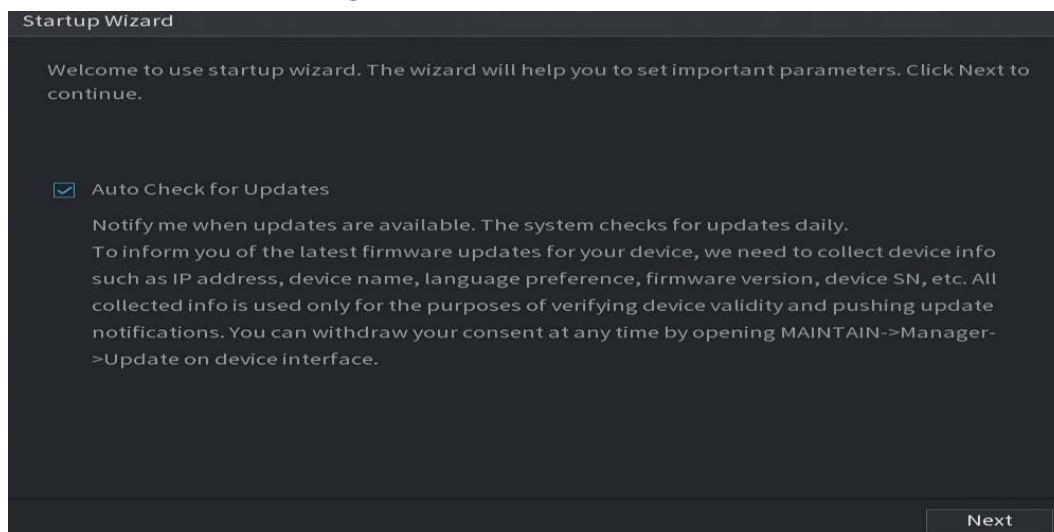 Startup Wizard
Welcome to use startup wizard. The wizard will help you to set important parameters. Click Next to
continue.
Auto Check for Updates
Notify me when updates are available. The system checks for updates daily.
To inform you of the latest firmware updates for your device, we need to collect device info
such as IP address, device name, language preference, firmware version, device SN, etc. All
collected info is used only for the purposes of verifying device validity and pushing update
notifications. You can withdraw your consent at any time by opening MAINTAIN->Manager-
>Update on device interface.
Next